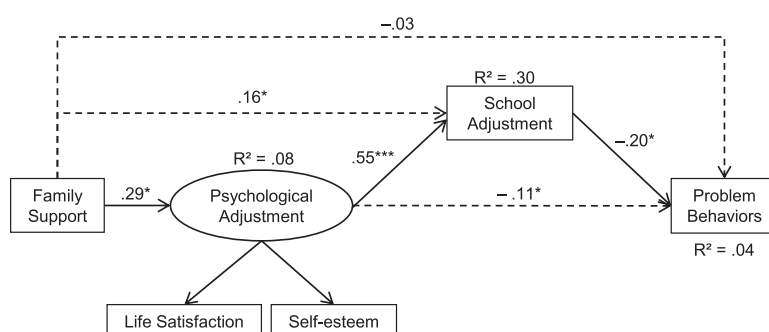 –.03
R² = .30
.16*
School
Adjustment
R² = .08
.55***
–.20*
Family
Support
.29*
Psychological
Adjustment
– .11*
Problem
Behaviors
R² = .04
Life Satisfaction
Self-esteem